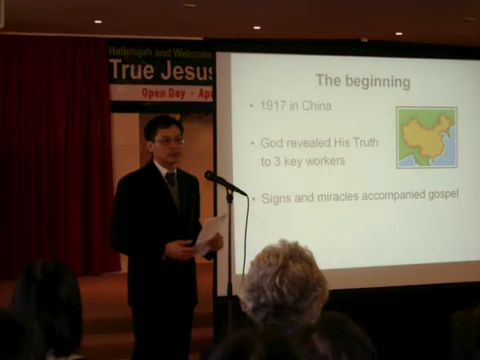 Hallelujah and Welcome
True Jesus
Open Day - Apr
The beginning
• 1917 in China
• God revealed His Truth
to 3 key workers
• Signs and miracles accompanied gospel